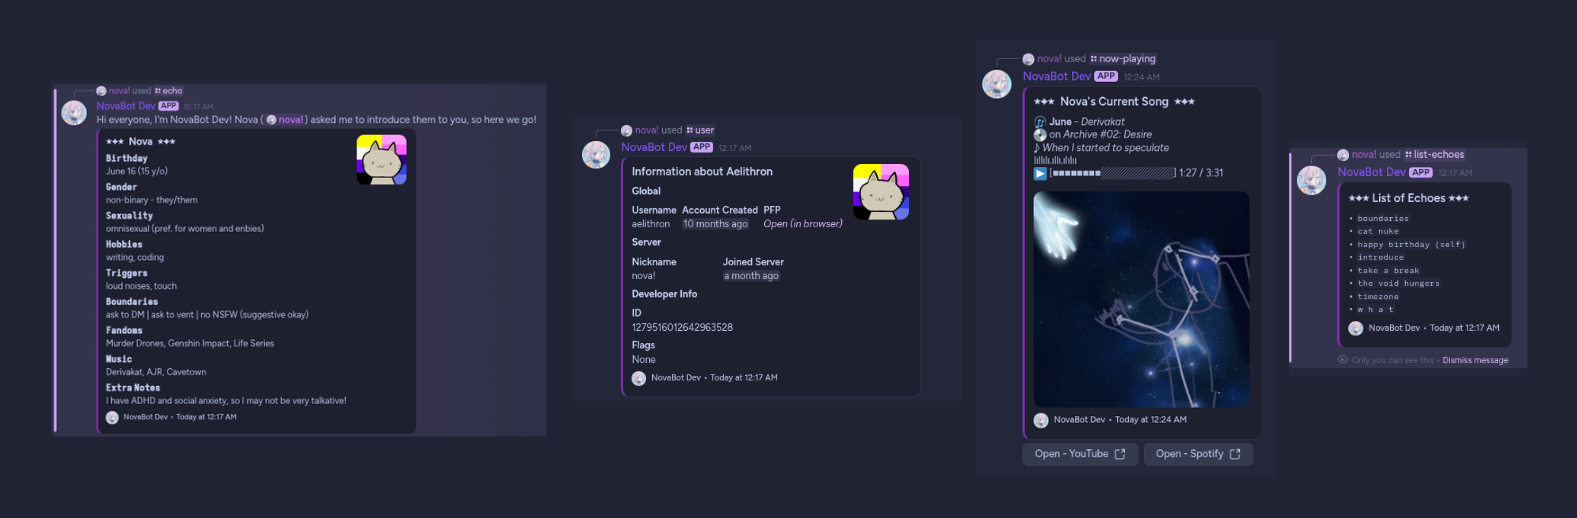 nova! used echo
NovaBot Dev APP 12:17 AM
Hi everyone, I'm NovaBot Dev! Nova ( nova! ) asked me to introduce them to you, so here we go!
Nova
Birthday
June 16 (15 y/o)
Gender
non-binary - they/them
Sexuality
omnisexual (pref. for women and enbies)
Hobbies
writing, coding
Triggers
loud noises, touch
Boundaries
ask to DM | ask to vent | no NSFW (suggestive okay)
Fandoms
Murder Drones, Genshin Impact, Life Series
Music
Derivakat, AJR, Cavetown
Extra Notes
I have ADHD and social anxiety, so I may not be very talkative!
NovaBot Dev • Today at 12:17 AM
nova! used user
NovaBot Dev APP 12:17 AM
Information about Aelithron
Global
Username Account Created PFP
aelithron 10 months ago Open (in browser)
Server
Nickname Joined Server
nova! a month ago
Developer Info
ID
1279516012642963528
Flags
None
NovaBot Dev • Today at 12:17 AM
nova! used now-playing
NovaBot Dev APP 12:24 AM
Nova's Current Song
June - Derivakat
on Archive #02: Desire
When I started to speculate
1:27 / 3:31
NovaBot Dev • Today at 12:24 AM
Open - YouTube
Open - Spotify
nova! used list-echoes
NovaBot Dev APP 12:17 AM
List of Echoes
• boundaries
• cat nuke
• happy birthday (self)
• introduce
• take a break
• the void hungers
• timezone
• w h a t
NovaBot Dev • Today at 12:17 AM
Only you can see this • Dismiss message